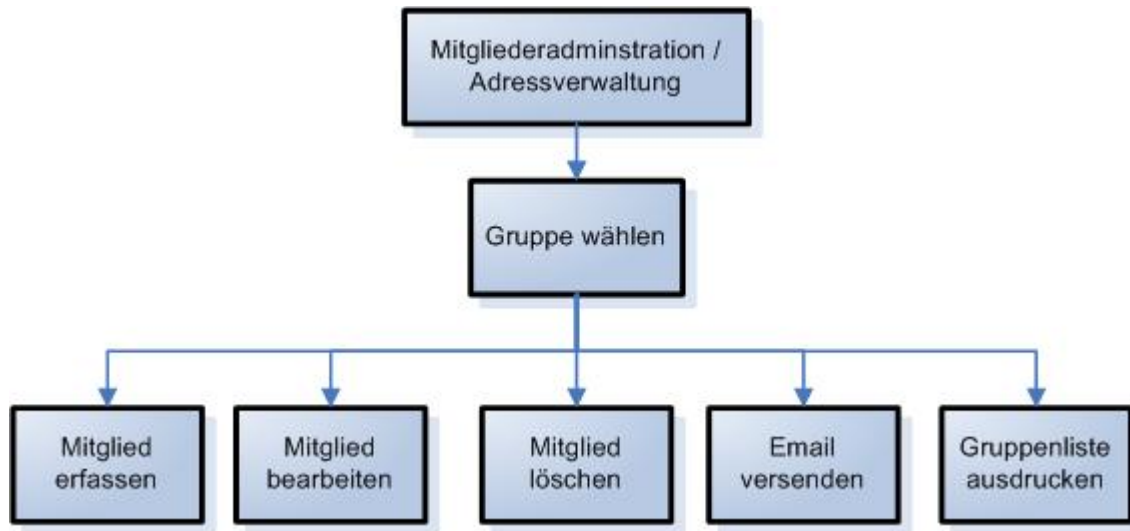 Mitgliederadminstration /
Adressverwaltung
Gruppe wählen
Mitglied
erfassen
Mitglied
bearbeiten
Mitglied
löschen
Email
versenden
Gruppenliste
ausdrucken